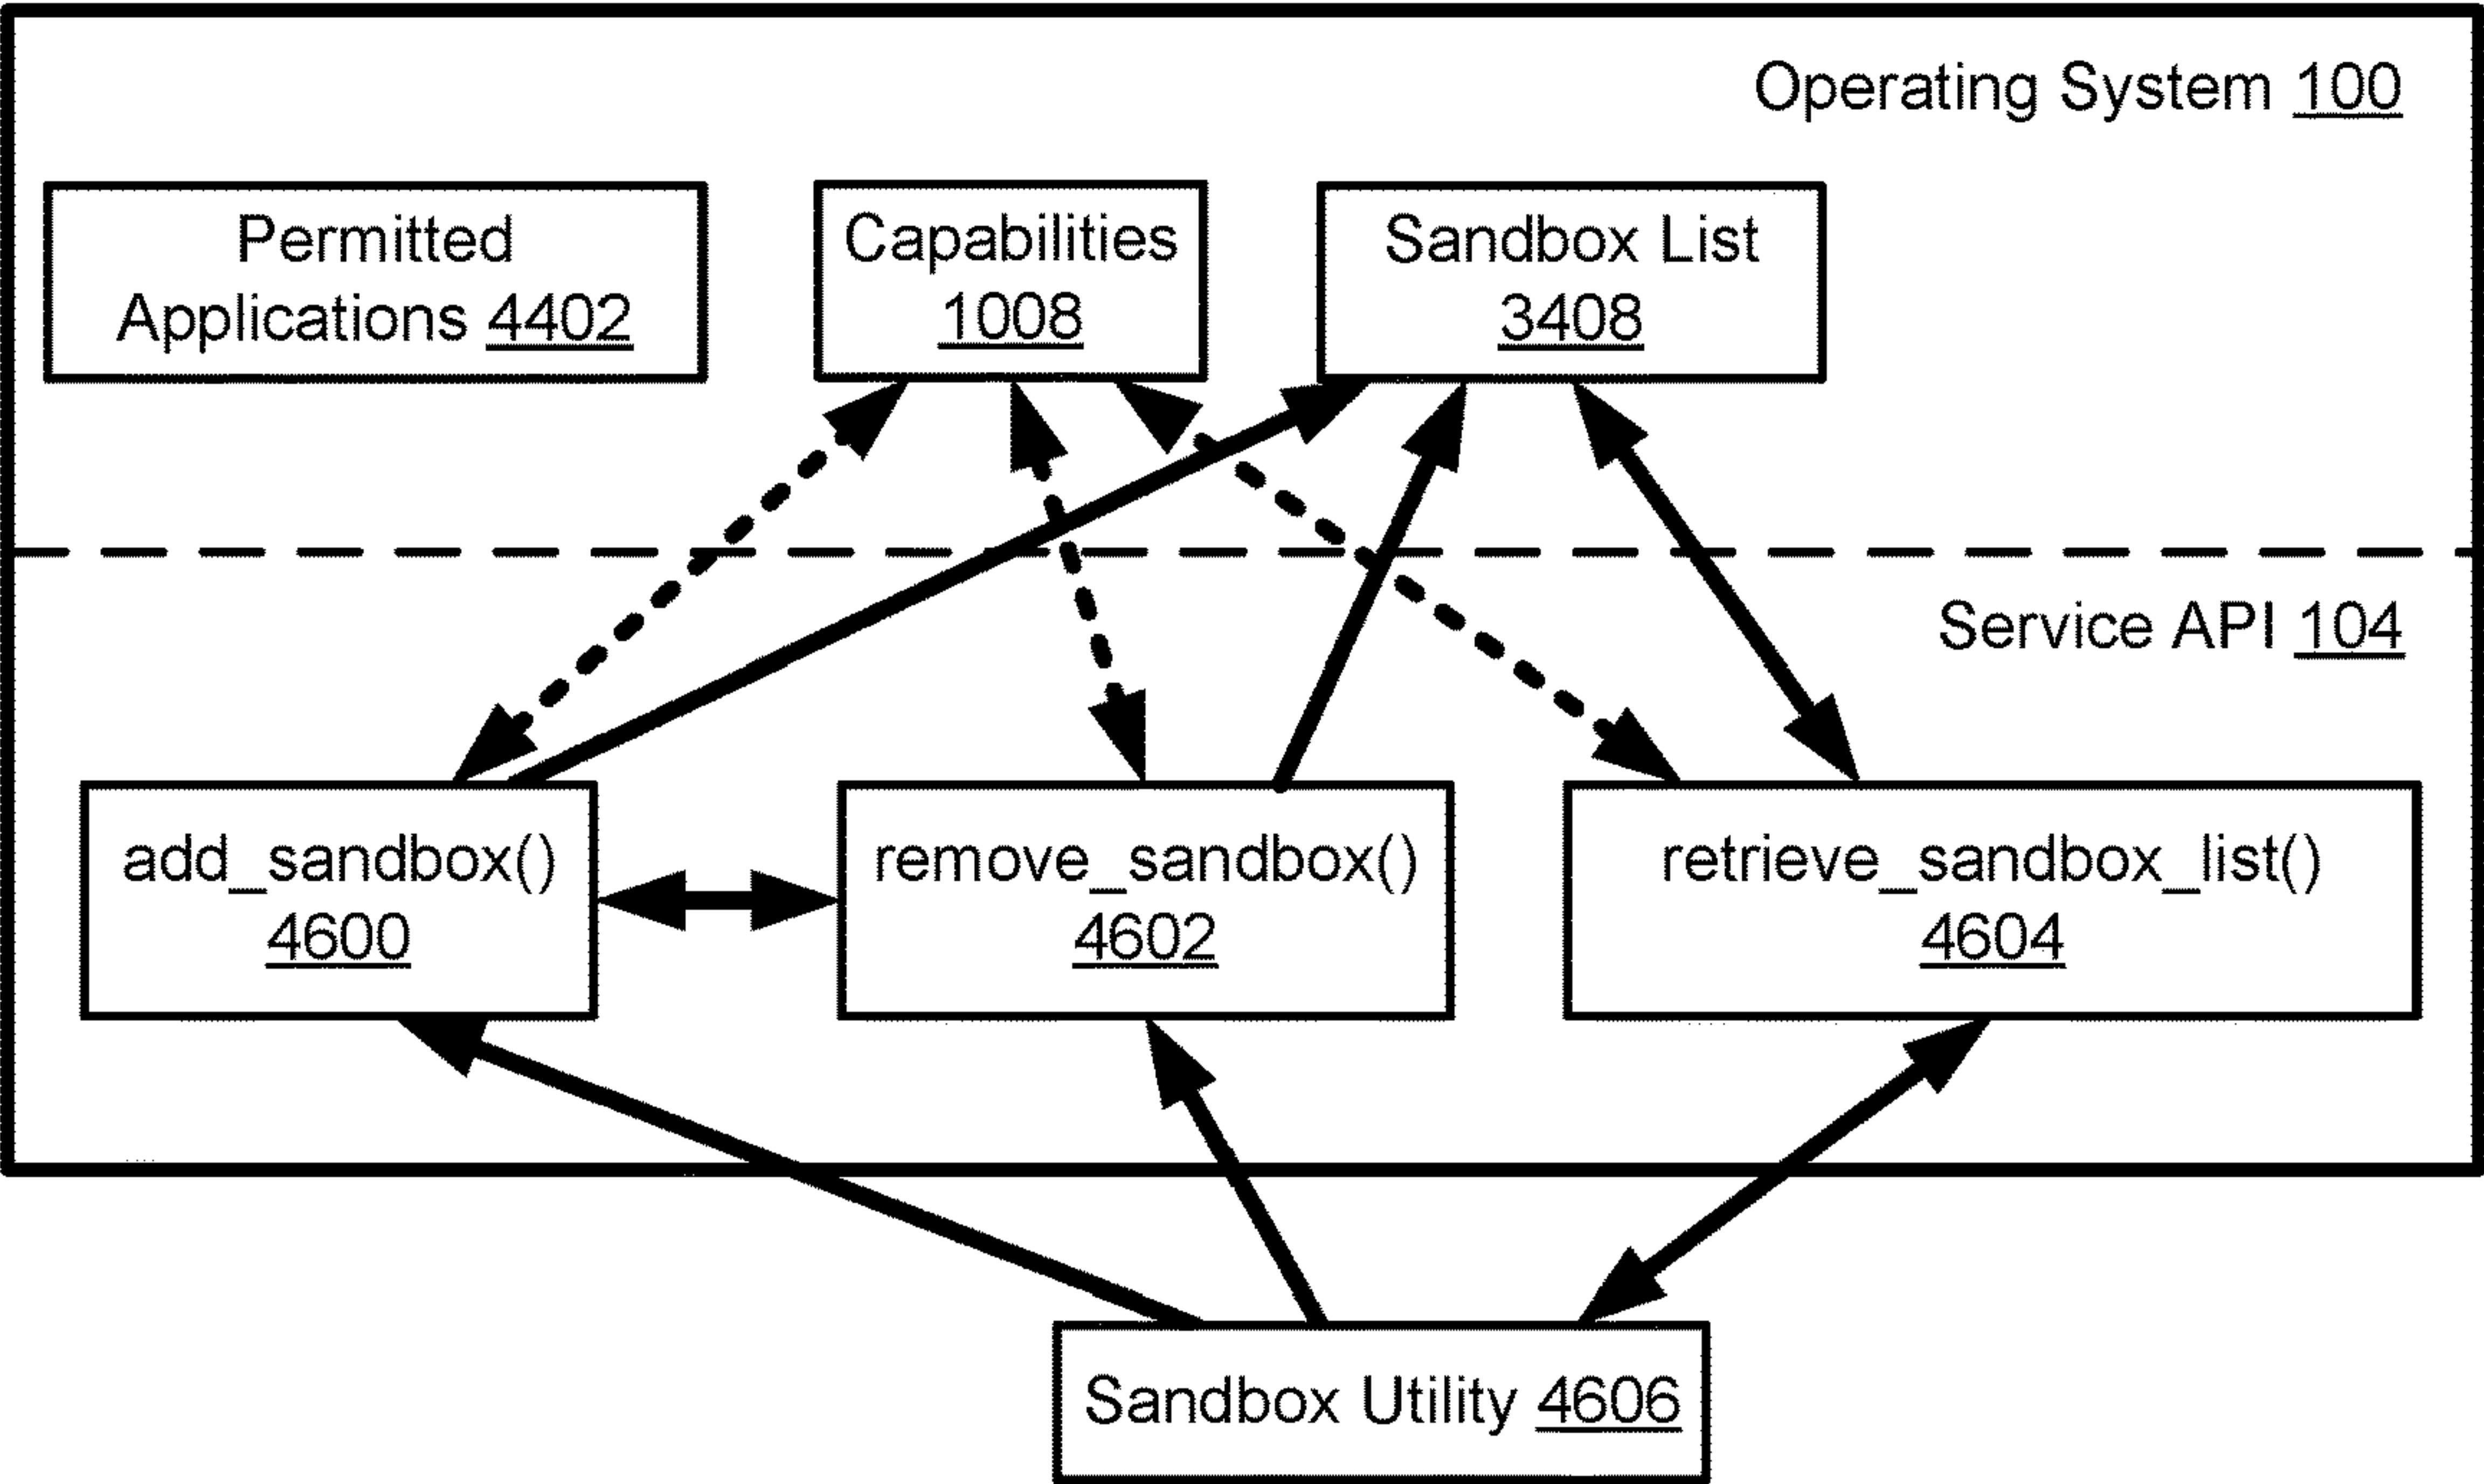 Operating System 100
Permitted
Applications 4402
Capabilities
1008
Sandbox List
3408
Service API 104
add_sandbox()
4600
remove_sandbox()
4602
retrieve_sandbox_list()
4604
Sandbox Utility 4606